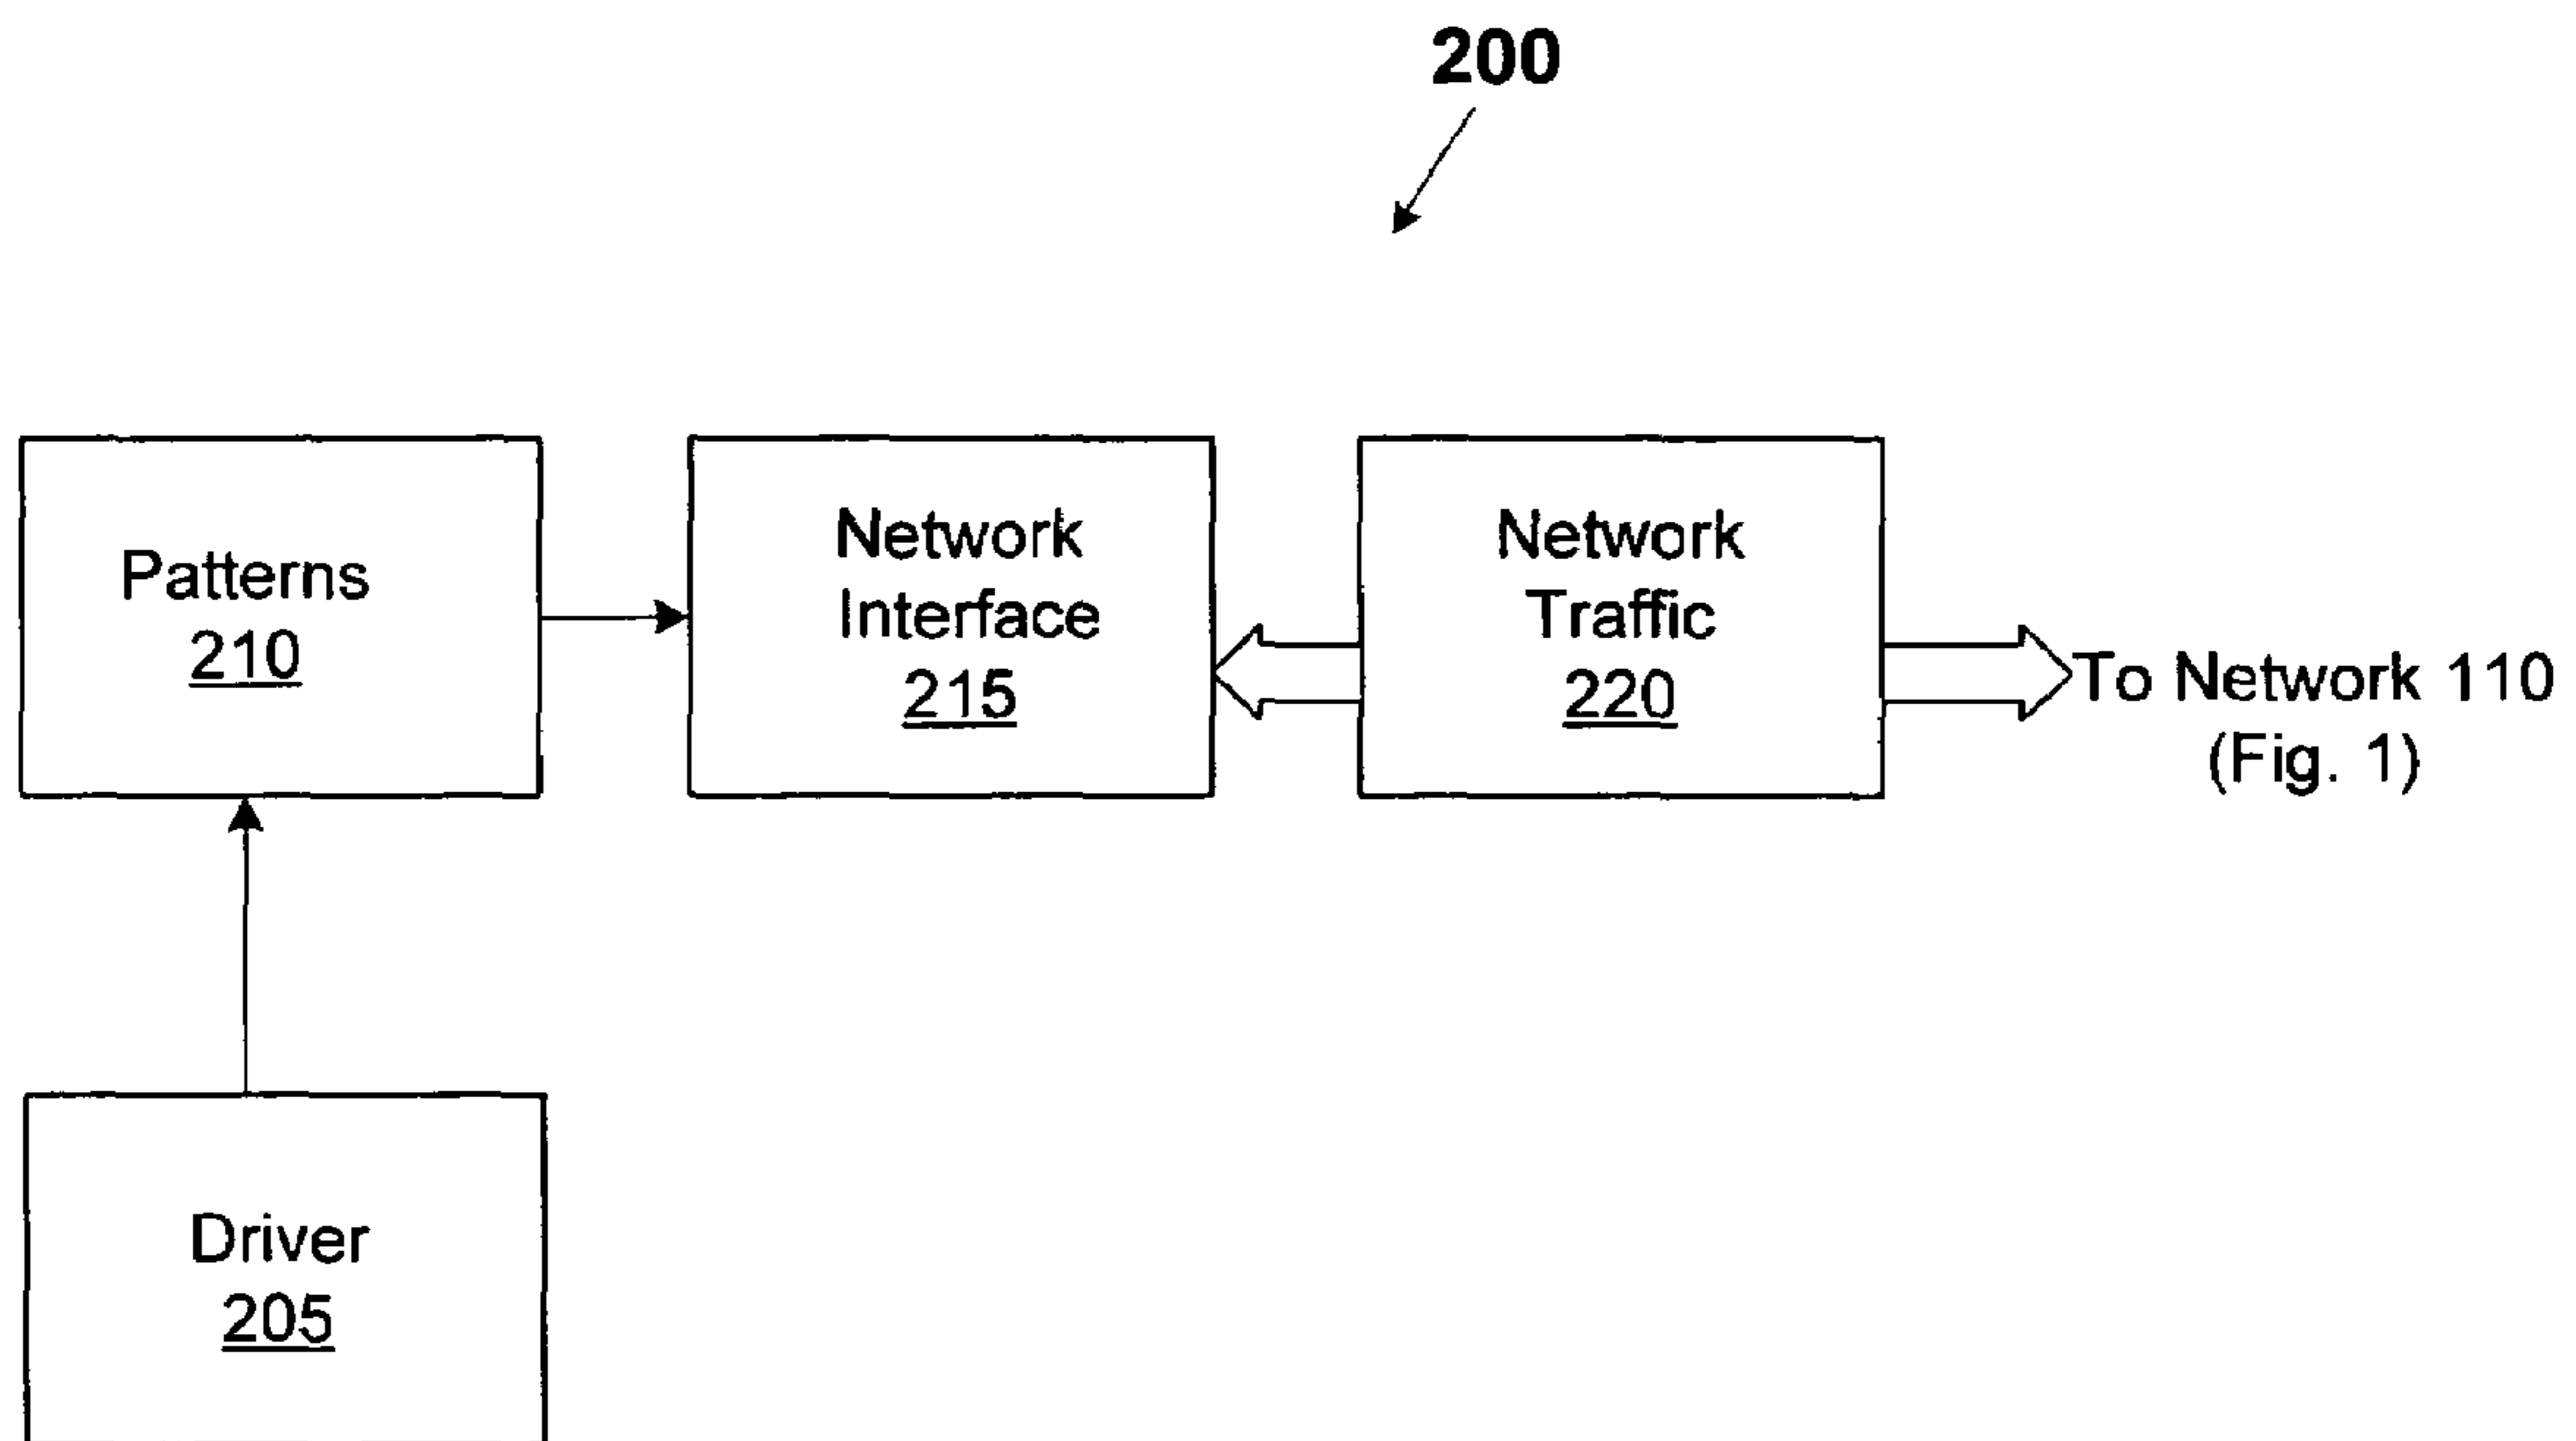 200
Patterns
210
Network
Interface
215
Network
Traffic
220
To Network 110
(Fig. 1)
Driver
205